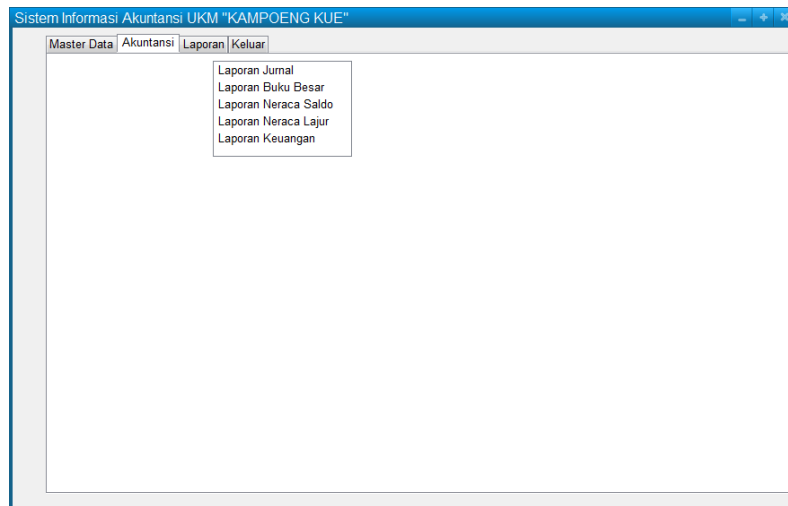 Sistem Informasi Akuntansi UKM "KAMPOENG KUE"
Master Data Akuntansi Laporan Keluar
Laporan Jurnal
Laporan Buku Besar
Laporan Neraca Saldo
Laporan Neraca Lajur
Laporan Keuangan